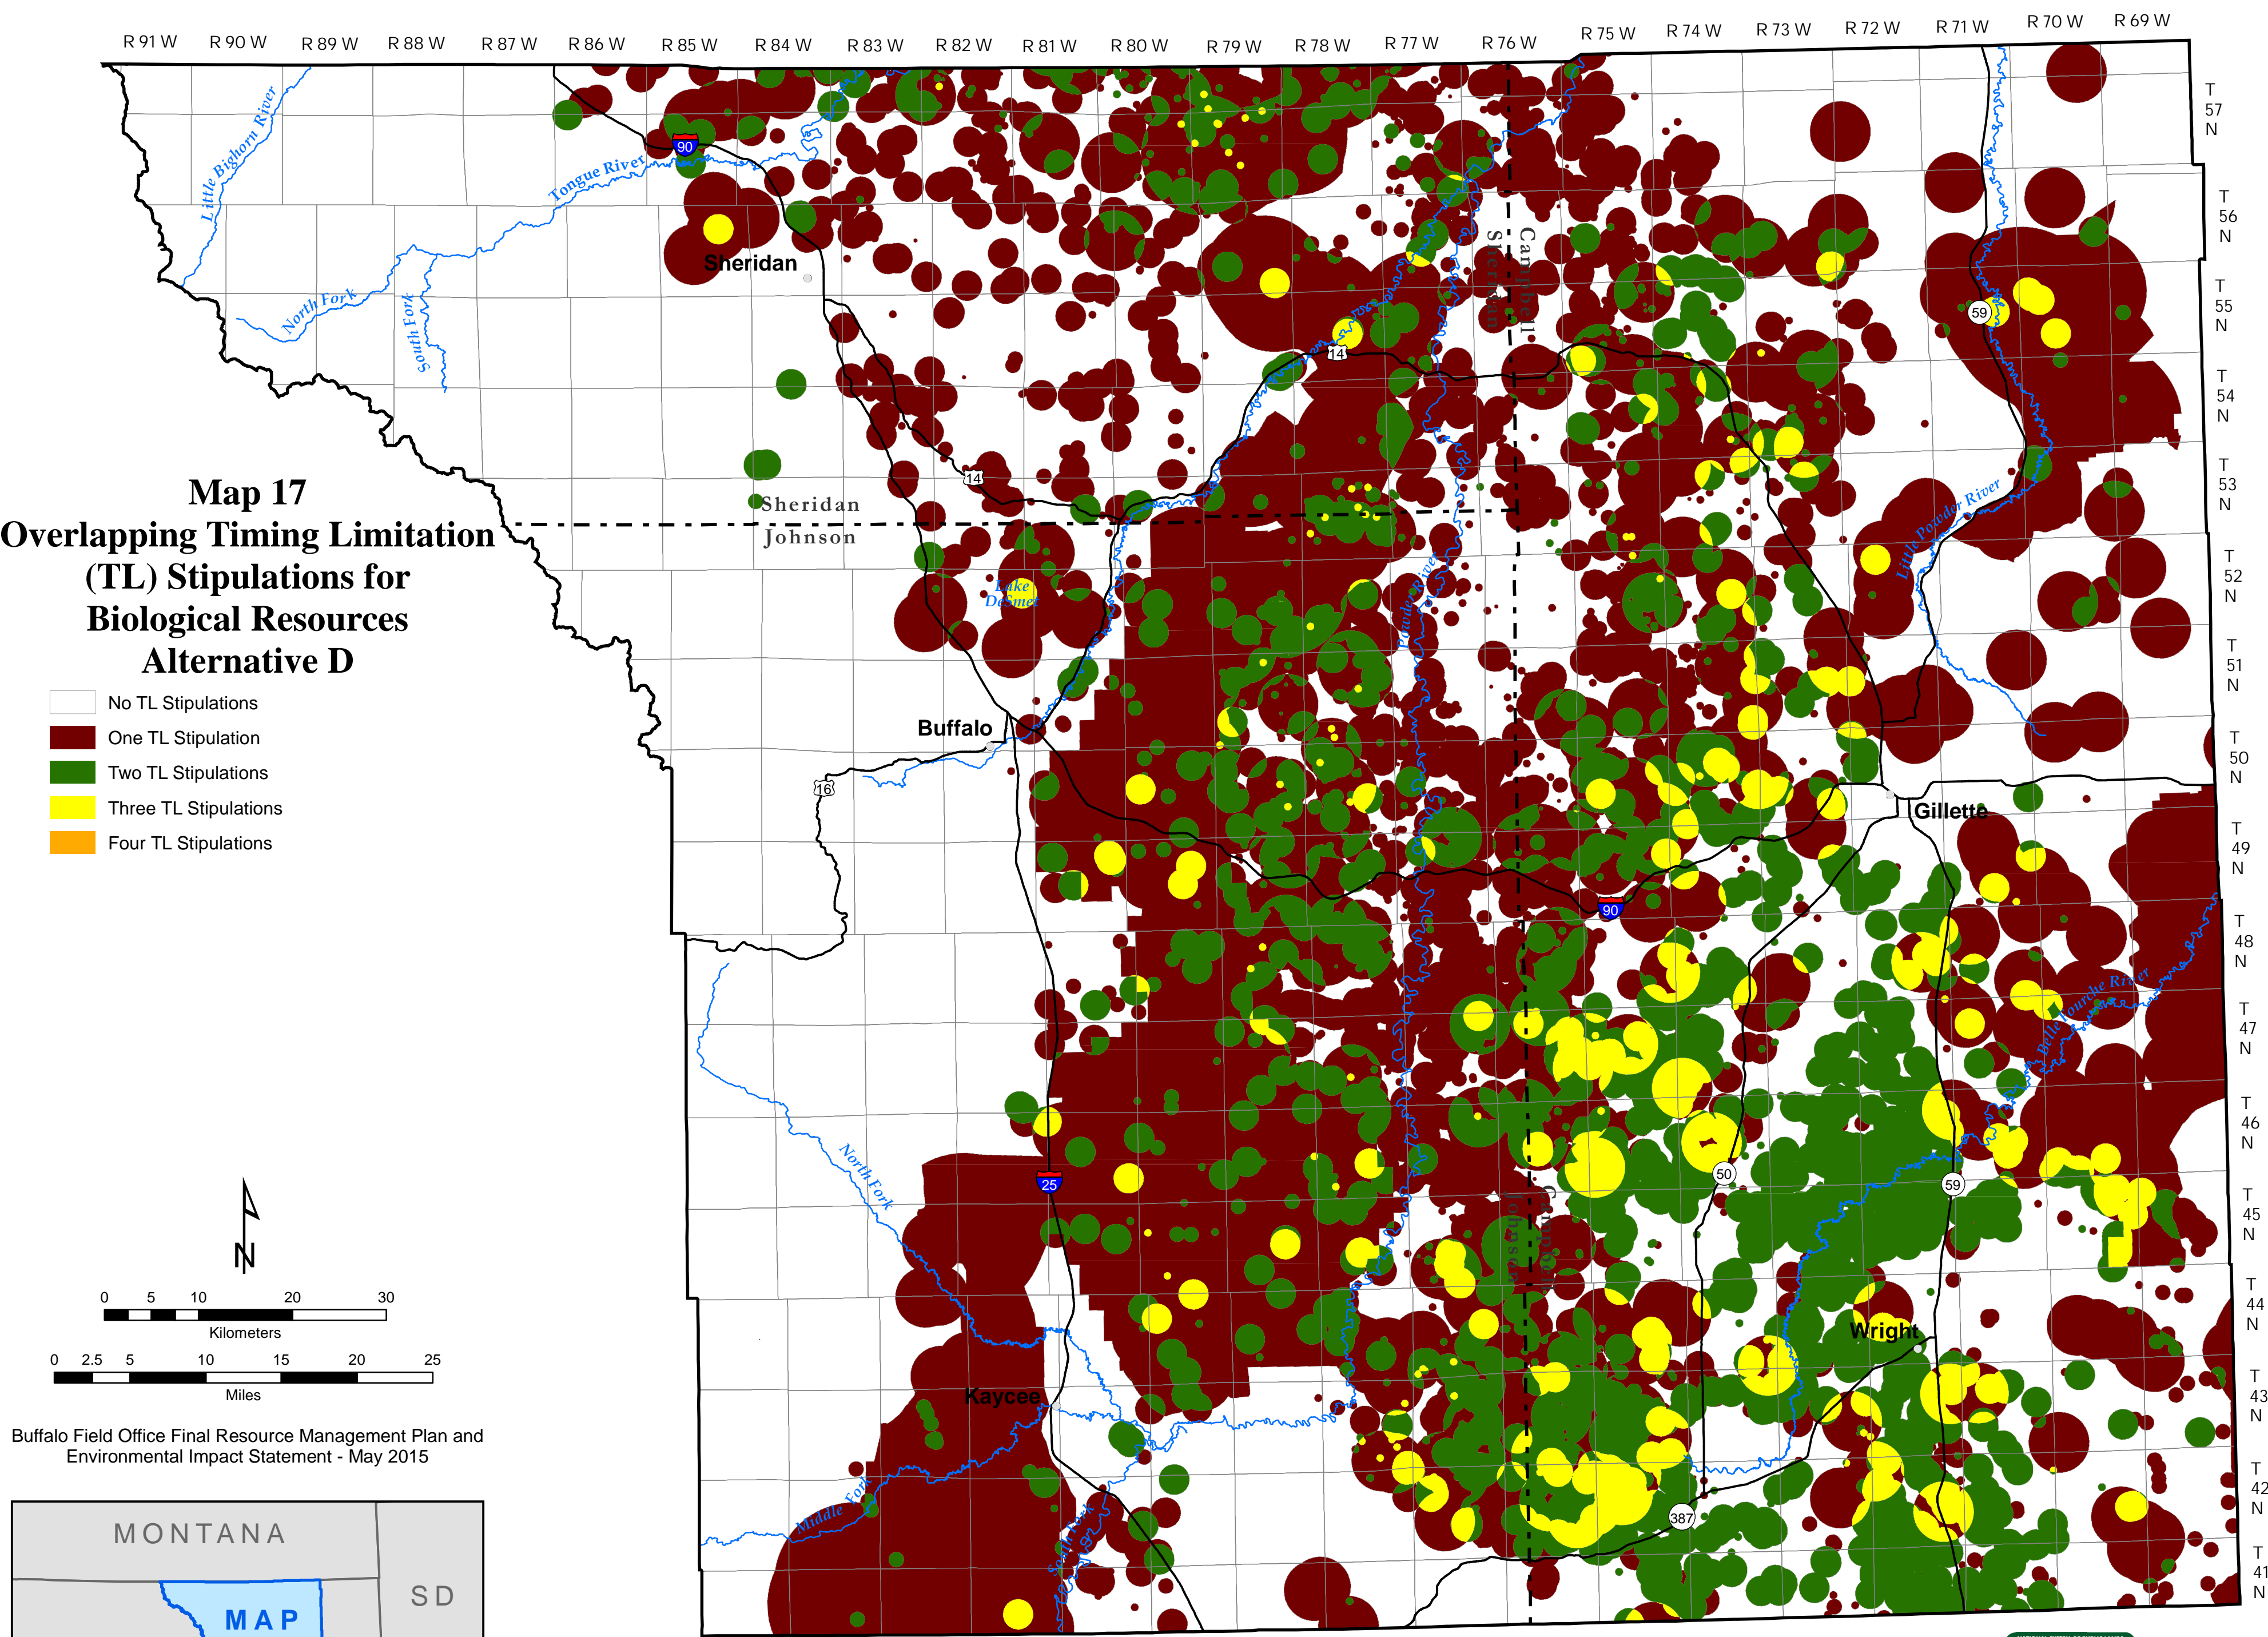 R 91 W R 90 W R 89 W R 88 W R 87 W R 86 W R 85 W R 84 W R 83 W R 82 W R 81 W R 80 W R 79 W R 78 W R 77 W R 76 W R 75 W R 74 W R 73 W R 72 W R 71 W R 70 W R 69 W
T
57
N
T
56
N
T
55
N
T
54
N
T
53
N
T
52
N
T
51
N
T
50
N
T
49
N
T
48
N
T
47
N
T
46
N
T
45
N
T
44
N
T
43
N
T
42
N
T
41
N
Little Bighorn River
Tongue River
90
North Fork
South Fork
Sheridan
Sheridan
Campbell
14
59
14
Sheridan
Johnson
Little Powder River
Lake
DeSmet
Powder River
Buffalo
16
Gillette
90
Belle Fourche River
North Fork
25
50
59
Johnson
Campbell
Wright
Kaycee
Middle Fork
South Fork
387
Map 17
Overlapping Timing Limitation
(TL) Stipulations for
Biological Resources
Alternative D
No TL Stipulations
One TL Stipulation
Two TL Stipulations
Three TL Stipulations
Four TL Stipulations
N
0 5 10 20 30
Kilometers
0 2.5 5 10 15 20 25
Miles
Buffalo Field Office Final Resource Management Plan and
Environmental Impact Statement - May 2015
MONTANA
SD
MAP